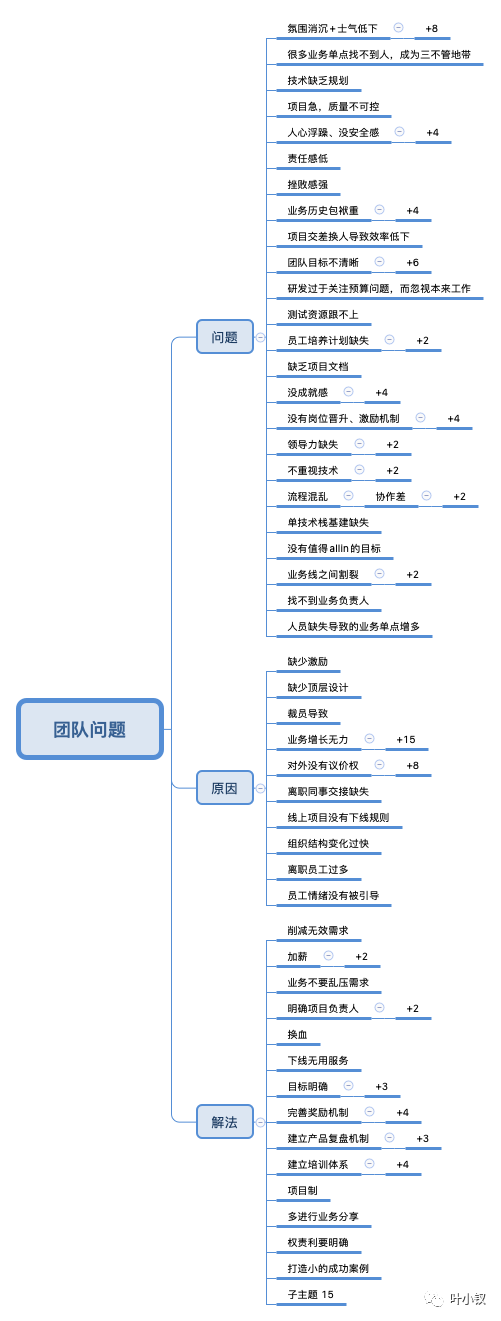 氛围消沉+士气低下 +8
很多业务单点找不到人，成为三不管地带
技术缺乏规划
项目急，质量不可控
人心浮躁、没安全感 +4
责任感低
挫败感强
业务历史包袱重 +4
项目交差换人导致效率低下
团队目标不清晰 +6
研发过于关注预算问题，而忽视本来工作
测试资源跟不上
问题
员工培养计划缺失 +2
缺乏项目文档
没成就感 +4
没有岗位晋升、激励机制 +4
领导力缺失 +2
不重视技术 +2
流程混乱 协作差 +2
单技术栈基建缺失
没有值得allin的目标
业务线之间割裂 +2
找不到业务负责人
人员缺失导致的业务单点增多
缺少激励
缺少顶层设计
裁员导致
团队问题
业务增长无力 +15
对外没有议价权 +8
原因
离职同事交接缺失
线上项目没有下线规则
组织结构变化过快
离职员工过多
员工情绪没有被引导
削减无效需求
加薪 +2
业务不要乱压需求
明确项目负责人 +2
换血
下线无用服务
目标明确 +3
完善奖励机制 +4
解法
建立产品复盘机制 +3
建立培训体系 +4
项目制
多进行业务分享
权责利要明确
打造小的成功案例
子主题 15
叶小钗